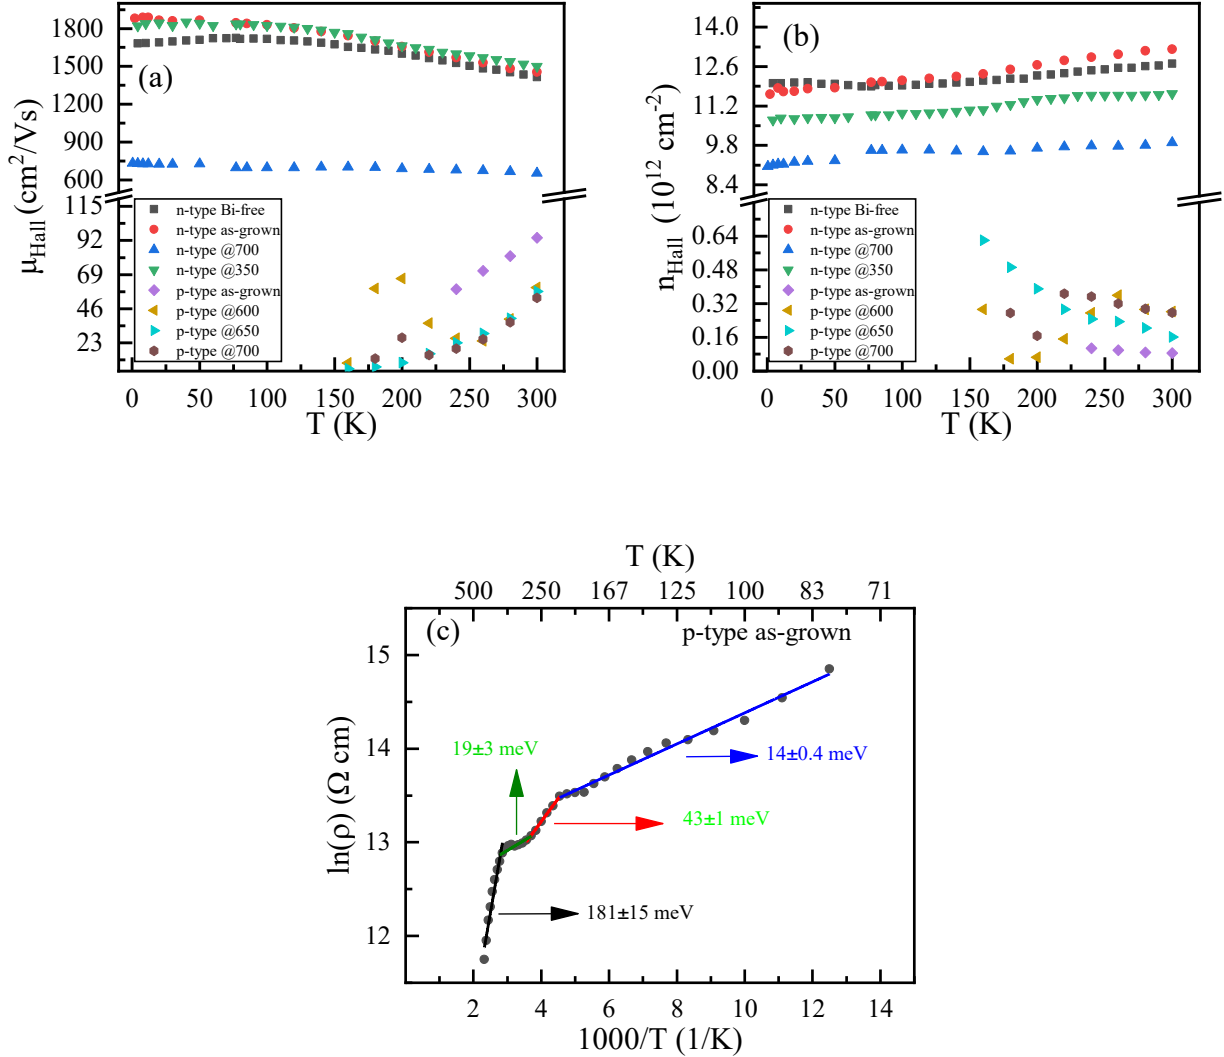 (a)
1800
1500
1200
900
600
115
92
69
46
23
μHall (cm2/Vs)
n-type Bi-free
n-type as-grown
n-type @700
n-type @350
p-type as-grown
p-type @600
p-type @650
p-type @700
0 50 100 150 200 250 300
T (K)
(b)
14.0
12.6
11.2
9.8
8.4
0.64
0.48
0.32
0.16
0.00
nHall (10^12 cm^-2)
n-type Bi-free
n-type as-grown
n-type @700
n-type @350
p-type as-grown
p-type @600
p-type @650
p-type @700
0 50 100 150 200 250 300
T (K)
T (K)
500 250 167 125 100 83 71
(c)
p-type as-grown
15
14
13
12
ln(ρ) (Ω cm)
19±3 meV
14±0.4 meV
43±1 meV
181±15 meV
2 4 6 8 10 12 14
1000/T (1/K)